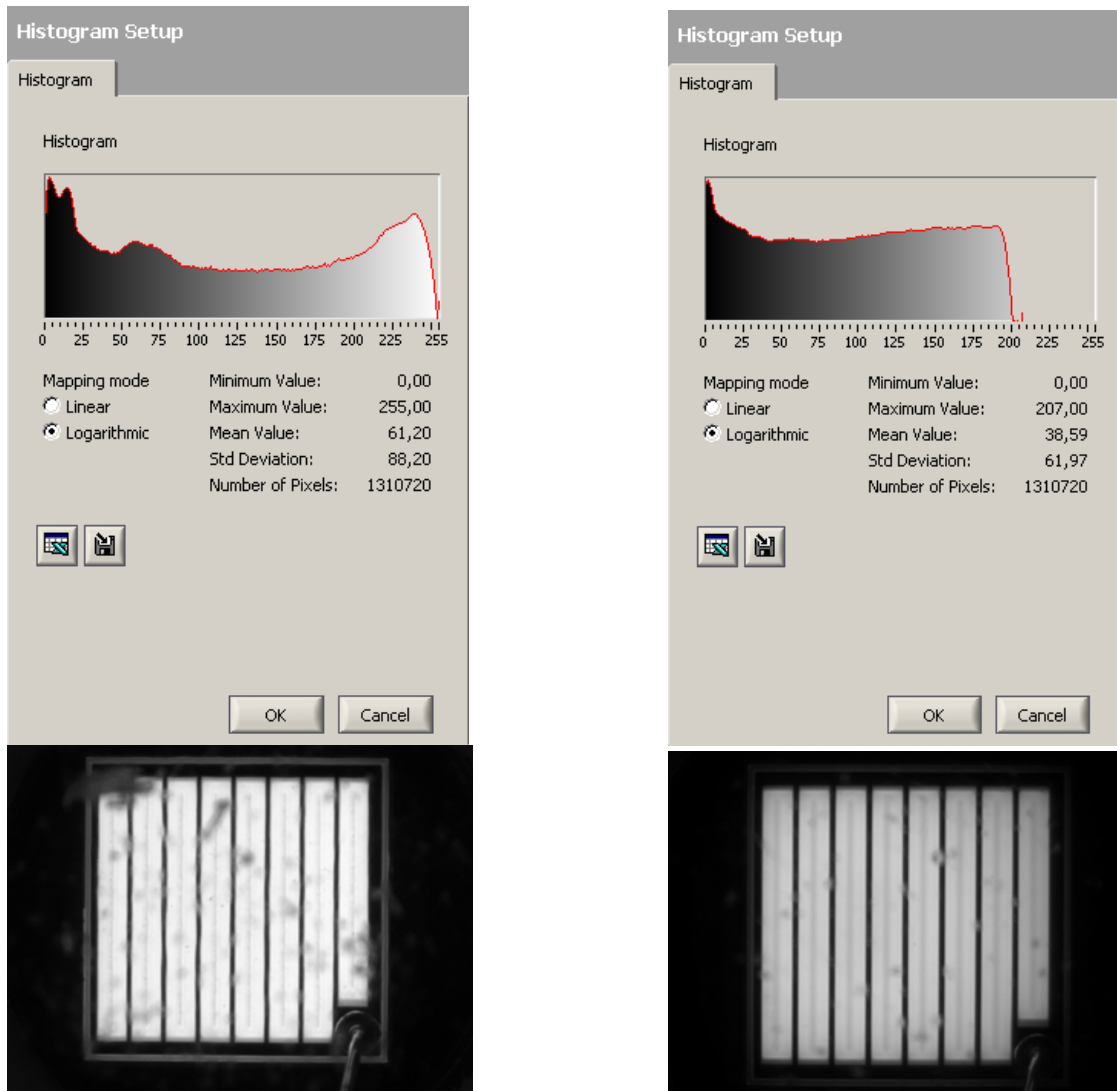 Histogram Setup
Histogram
Histogram
0 25 50 75 100 125 150 175 200 225 255
Mapping mode
Linear
Logarithmic
Minimum Value: 0,00
Maximum Value: 255,00
Mean Value: 61,20
Std Deviation: 88,20
Number of Pixels: 1310720
OK Cancel
Histogram Setup
Histogram
Histogram
0 25 50 75 100 125 150 175 200 225 255
Mapping mode
Linear
Logarithmic
Minimum Value: 0,00
Maximum Value: 207,00
Mean Value: 38,59
Std Deviation: 61,97
Number of Pixels: 1310720
OK Cancel